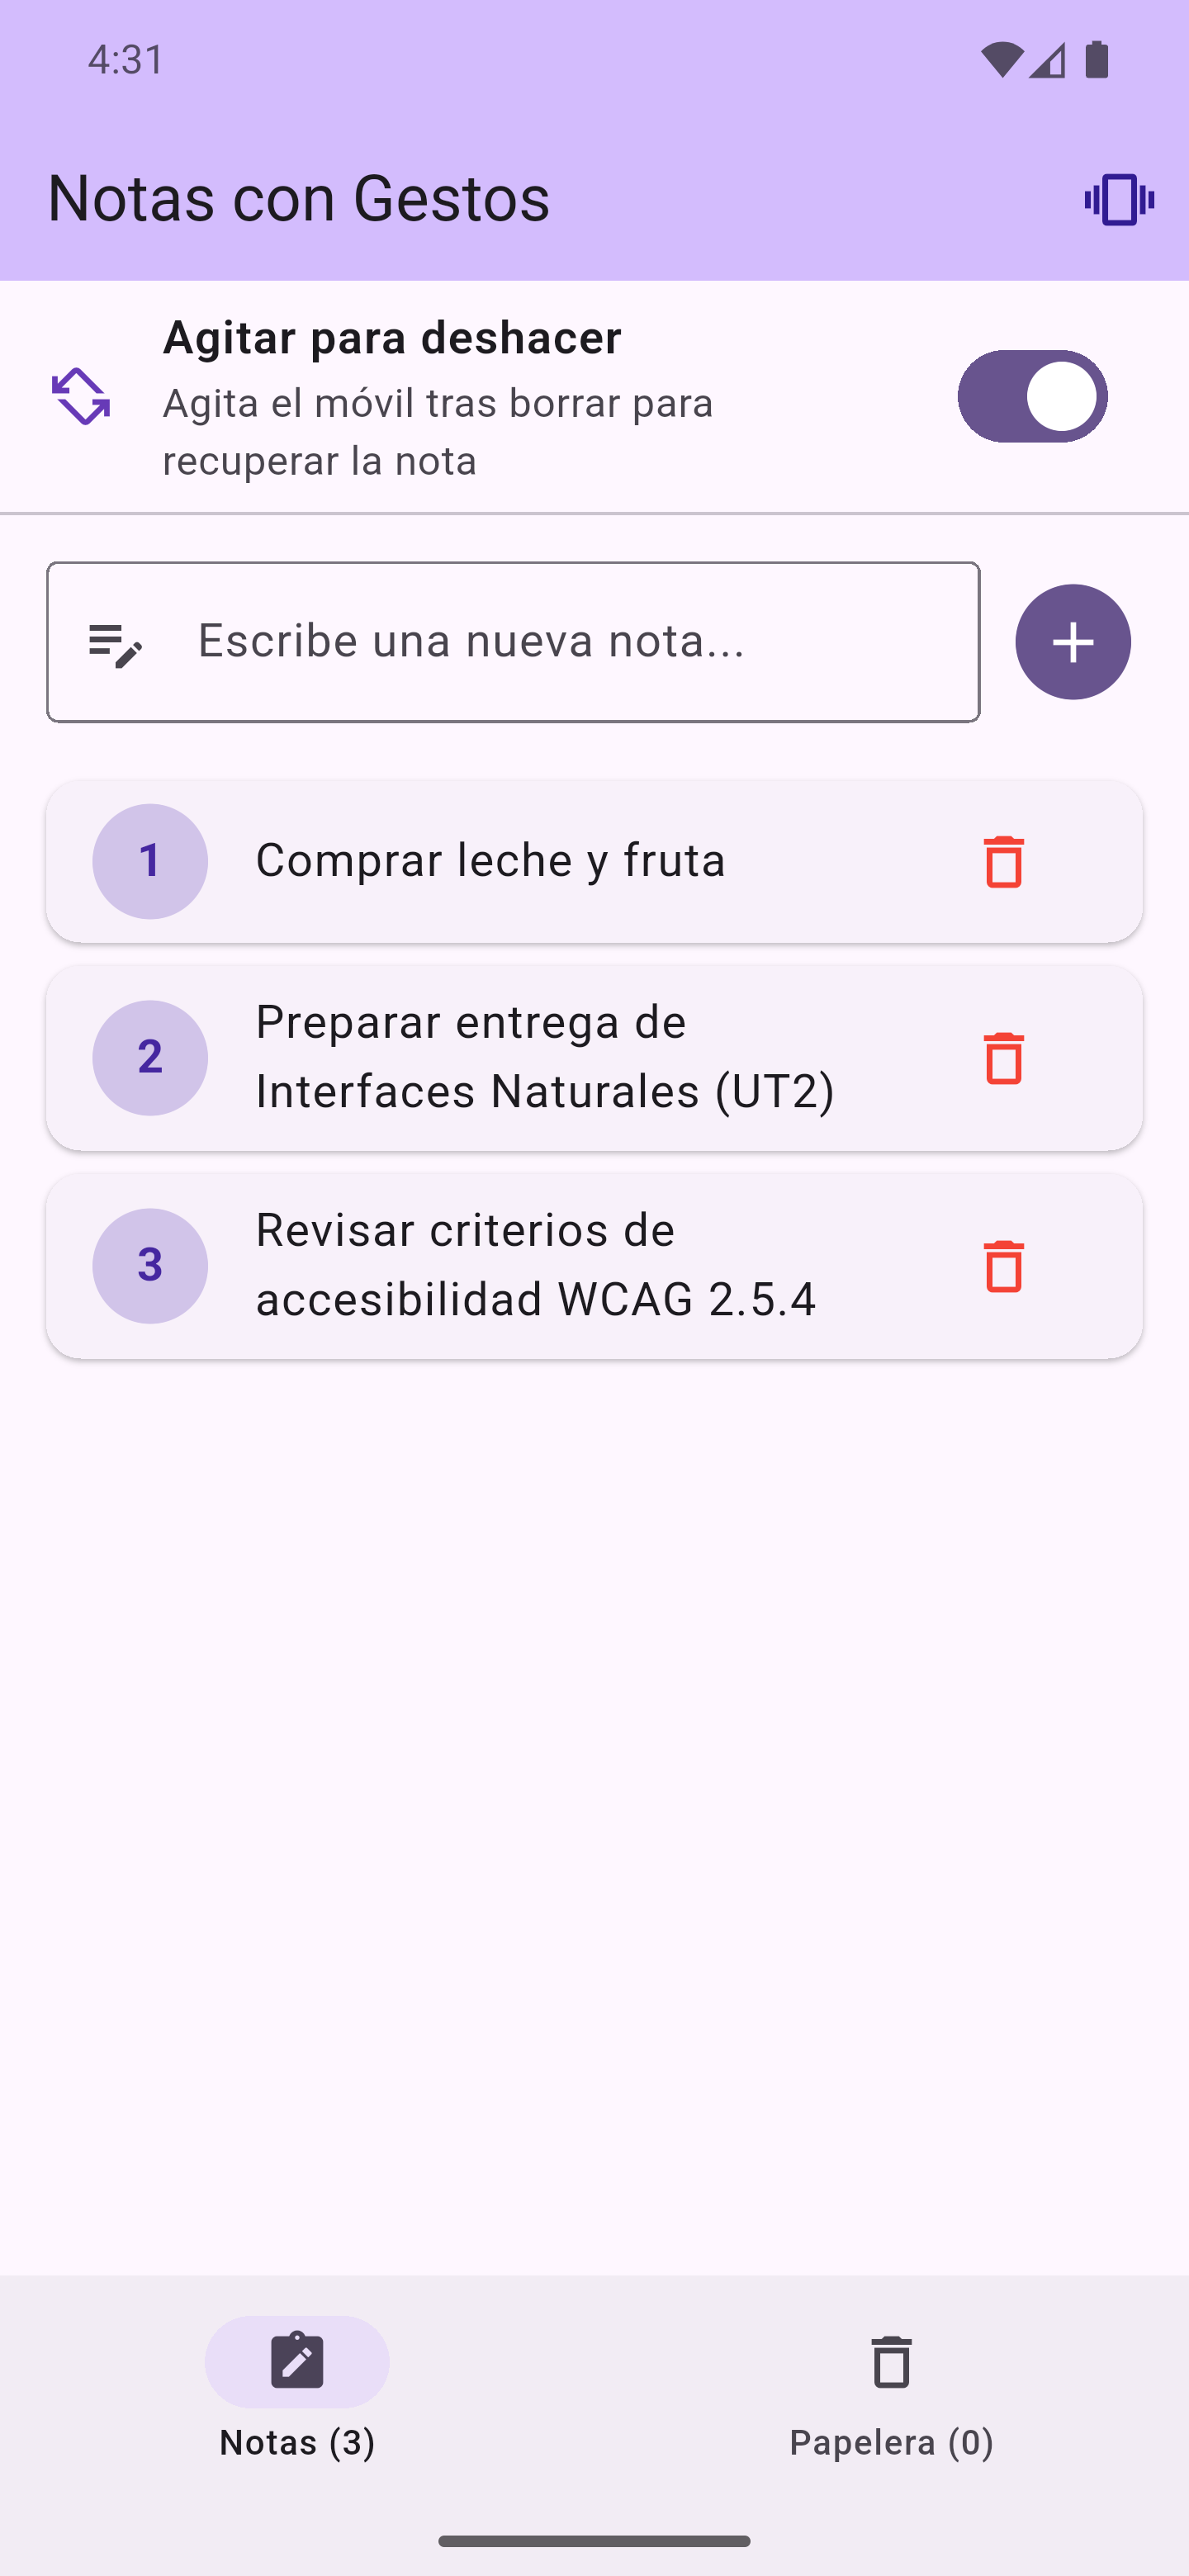 4:31
Notas con Gestos
Agitar para deshacer
Agita el móvil tras borrar para
recuperar la nota
Escribe una nueva nota...
1
Comprar leche y fruta
2
Preparar entrega de
Interfaces Naturales (UT2)
3
Revisar criterios de
accesibilidad WCAG 2.5.4
Notas (3)
Papelera (0)